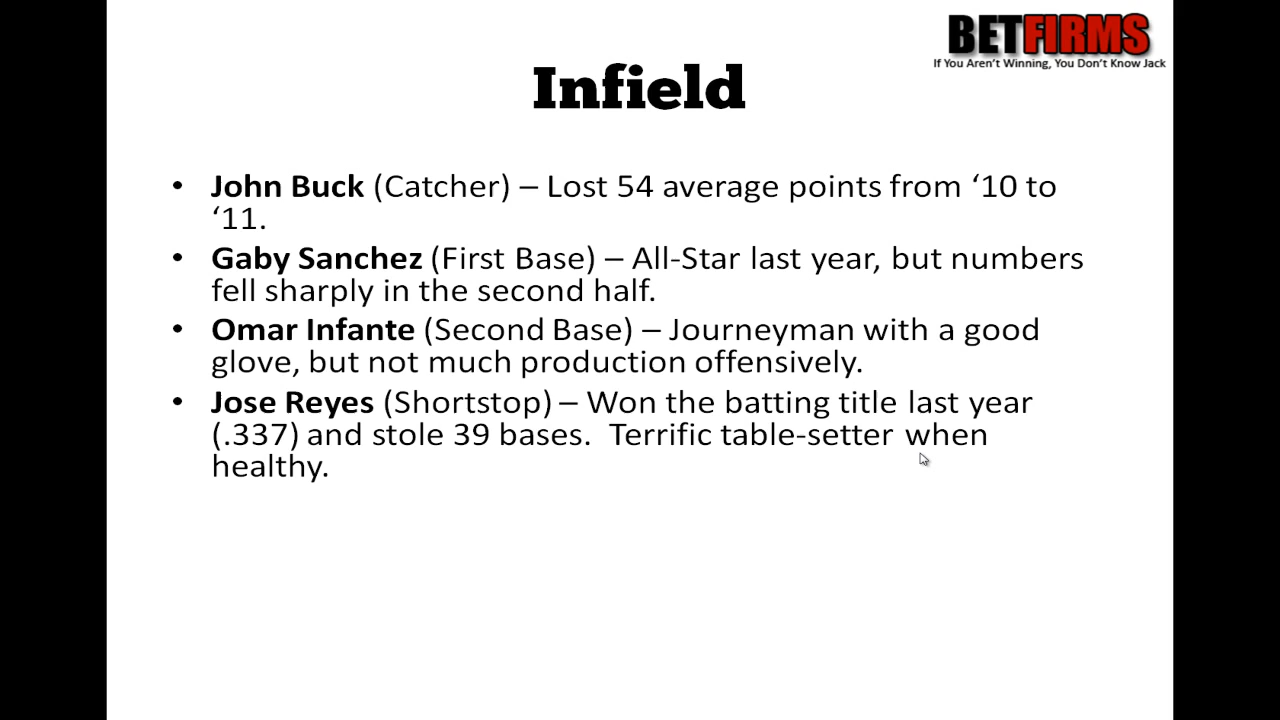 BETFIRMS
If You Aren't Winning, You Don't Know Jack
Infield
• John Buck (Catcher) – Lost 54 average points from ‘10 to
‘11.
• Gaby Sanchez (First Base) – All-Star last year, but numbers
fell sharply in the second half.
• Omar Infante (Second Base) – Journeyman with a good
glove, but not much production offensively.
• Jose Reyes (Shortstop) – Won the batting title last year
(.337) and stole 39 bases.  Terrific table-setter when
healthy.